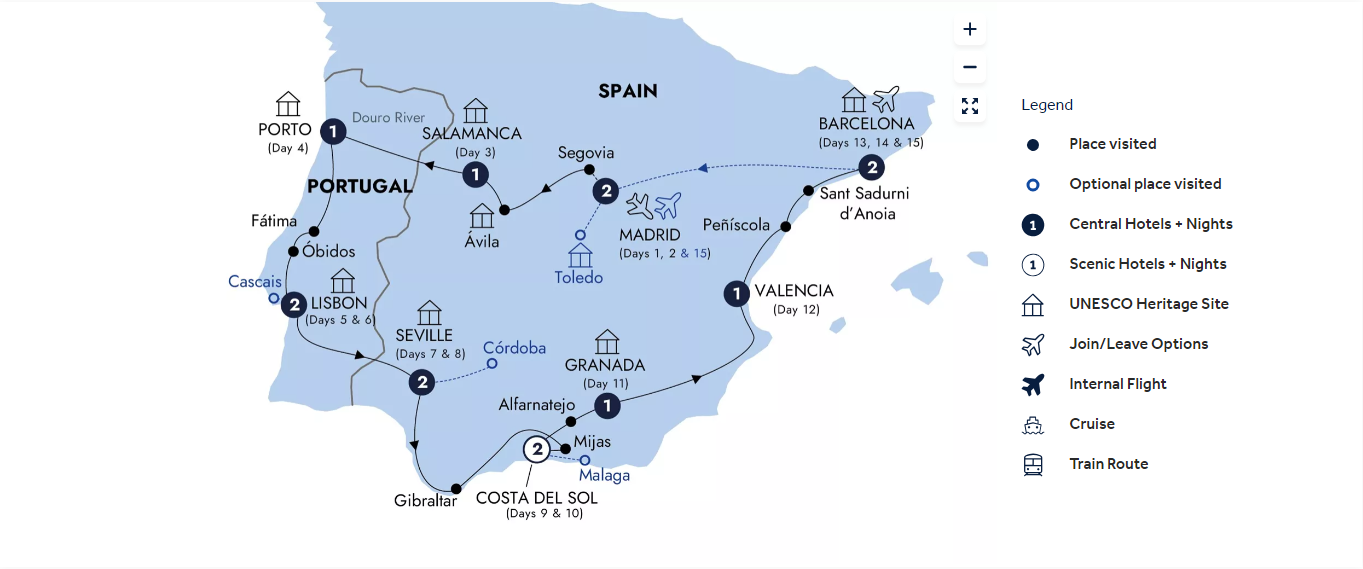 SPAIN
PORTO
(Day 4)
1
Douro River
SALAMANCA
(Day 3)
1
Segovia
BARCELONA
(Days 13, 14 & 15)
2
Sant Sadurni
d'Anoia
2
MADRID
(Days 1, 2 & 15)
Ávila
Toledo
PORTUGAL
Peñíscola
Fátima
Óbidos
Cascais
2
LISBON
(Days 5 & 6)
1
VALENCIA
(Day 12)
SEVILLE
(Days 7 & 8)
2
Córdoba
GRANADA
(Day 11)
1
Alfarnatejo
2
Mijas
Malaga
Gibraltar
COSTA DEL SOL
(Days 9 & 10)
+
−
Legend
Place visited
Optional place visited
1 Central Hotels + Nights
1 Scenic Hotels + Nights
UNESCO Heritage Site
Join/Leave Options
Internal Flight
Cruise
Train Route